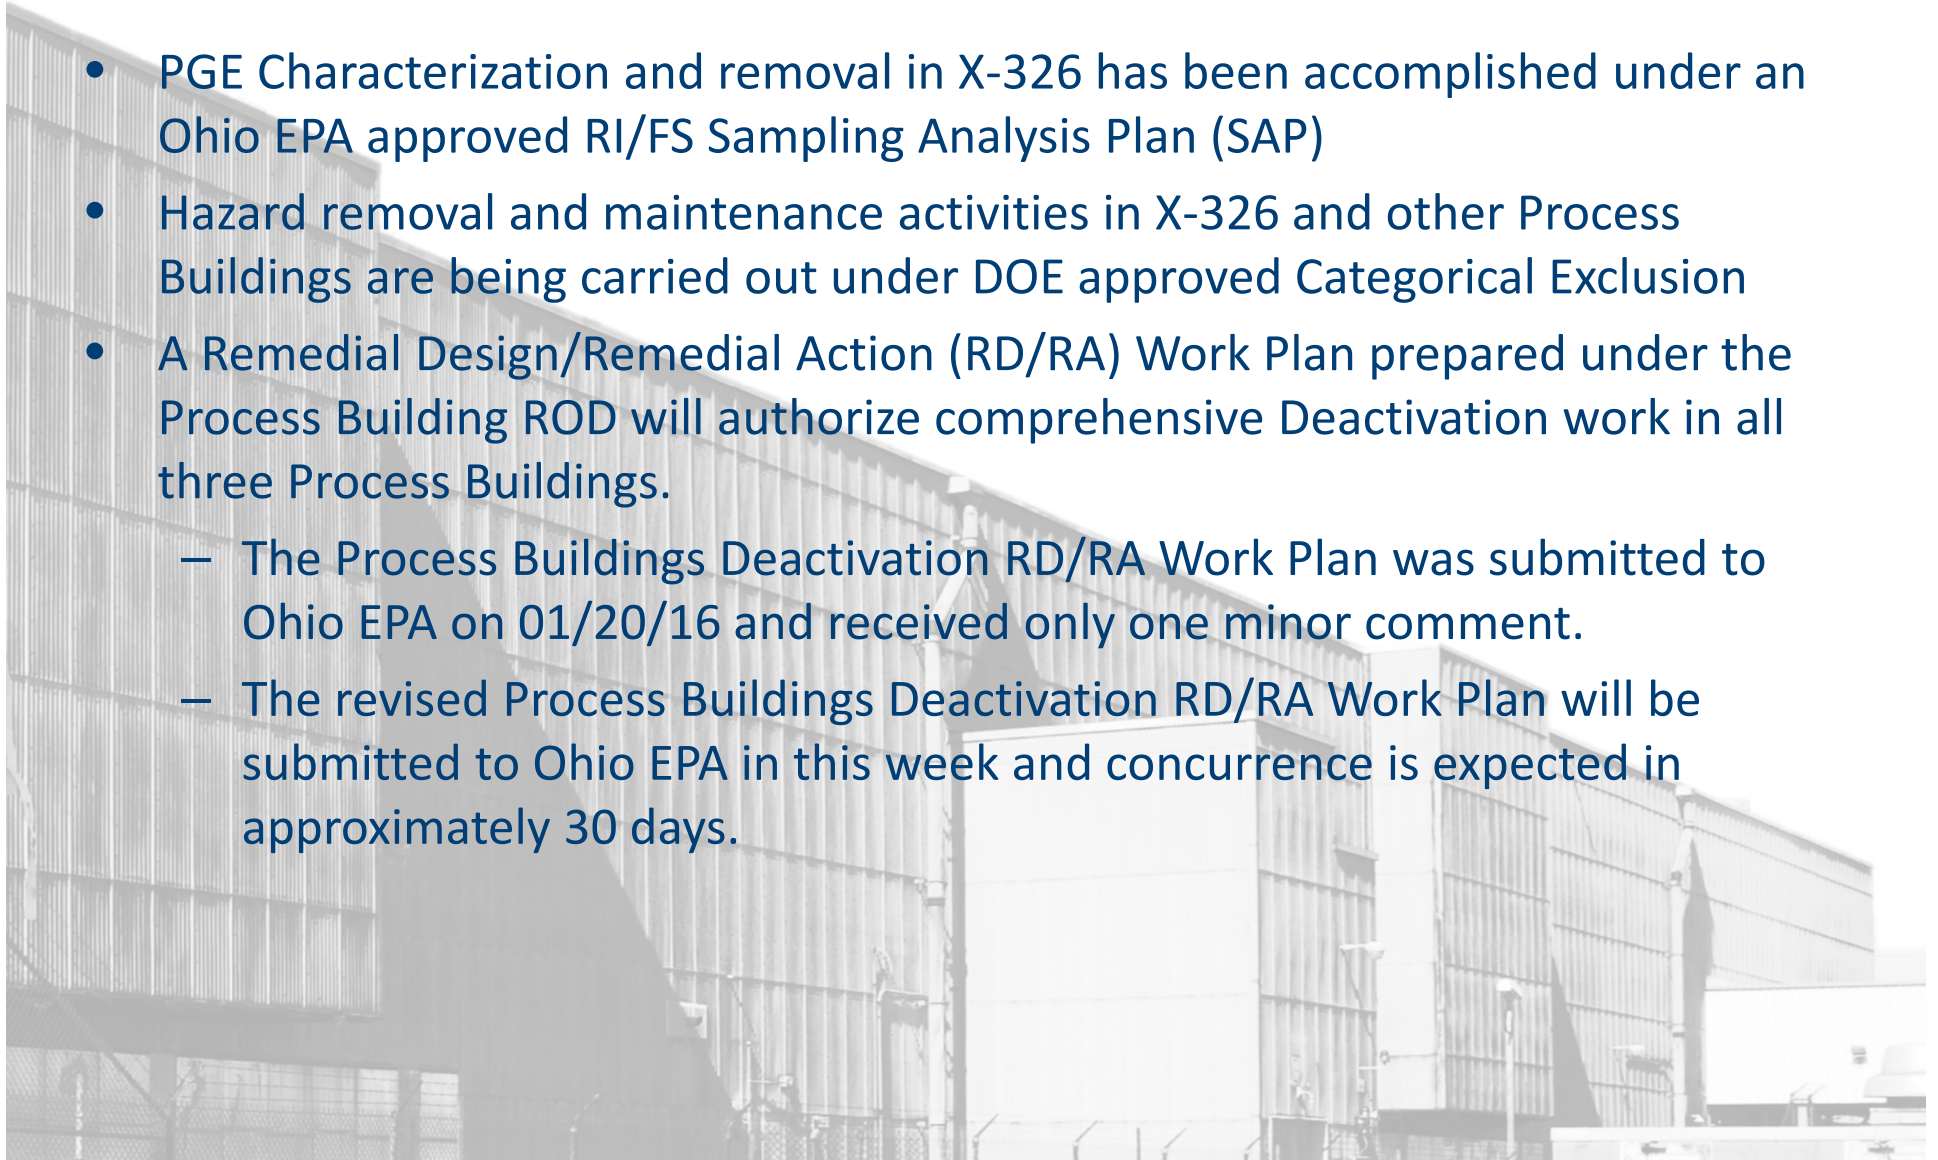 • PGE Characterization and removal in X-326 has been accomplished under an
Ohio EPA approved RI/FS Sampling Analysis Plan (SAP)
• Hazard removal and maintenance activities in X-326 and other Process
Buildings are being carried out under DOE approved Categorical Exclusion
• A Remedial Design/Remedial Action (RD/RA) Work Plan prepared under the
Process Building ROD will authorize comprehensive Deactivation work in all
three Process Buildings.
– The Process Buildings Deactivation RD/RA Work Plan was submitted to
Ohio EPA on 01/20/16 and received only one minor comment.
– The revised Process Buildings Deactivation RD/RA Work Plan will be
submitted to Ohio EPA in this week and concurrence is expected in
approximately 30 days.